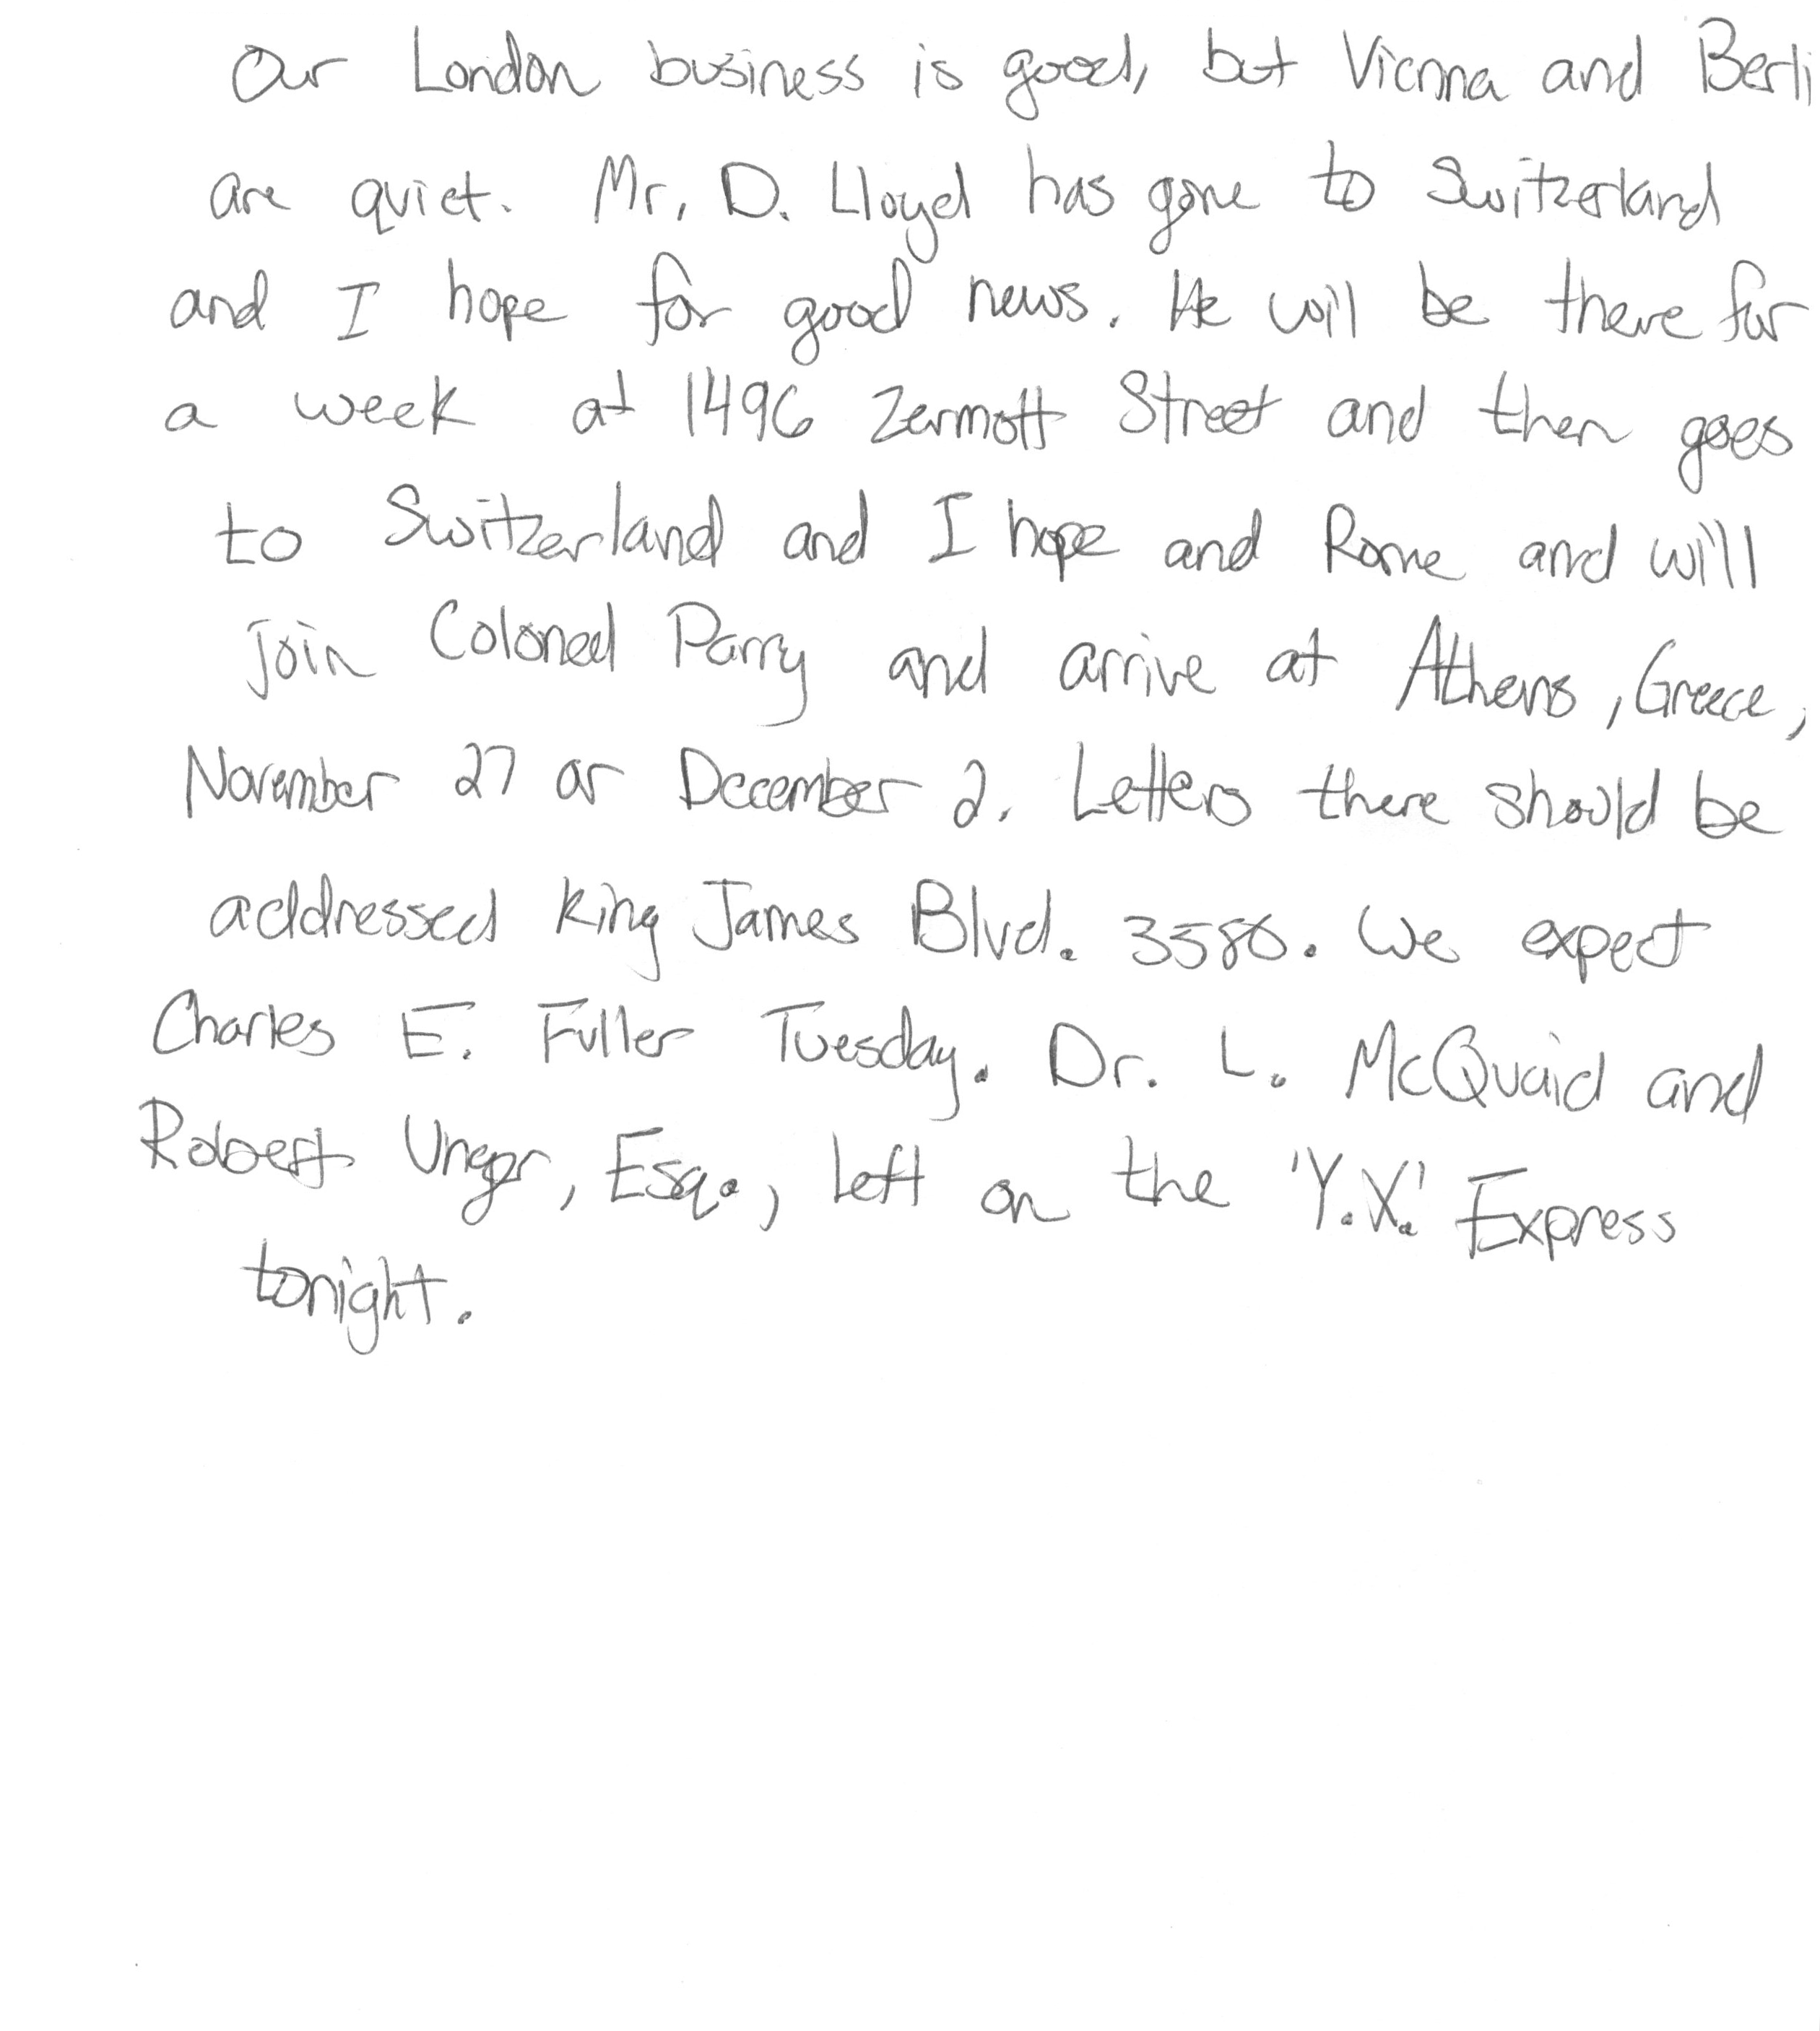 Our London business is good, but Vienna and Berli
are quiet. Mr. D. Lloyd has gone to Switzerland
and I hope for good news. He will be there for
a week at 1496 Zermott Street and then goes
to Switzerland and I hope and Rome and will
join Colonel Parry and arrive at Athens, Greece,
November 27 or December 2. Letters there should be
addressed King James Blvd. 3580. We expect
Charles E. Fuller Tuesday. Dr. L. McQuaid and
Robert Unger, Esq., left on the 'Y.X.' Express
tonight.